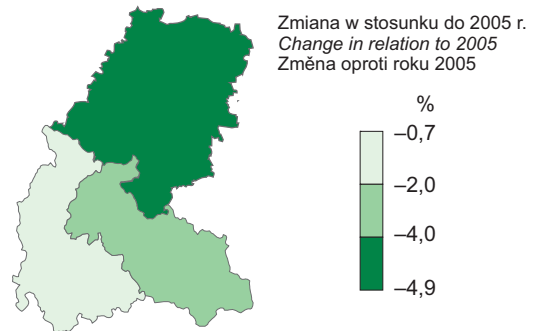 Zmiana w stosunku do 2005 r.
Change in relation to 2005
Změna oproti roku 2005
%
–0,7
–2,0
–4,0
–4,9